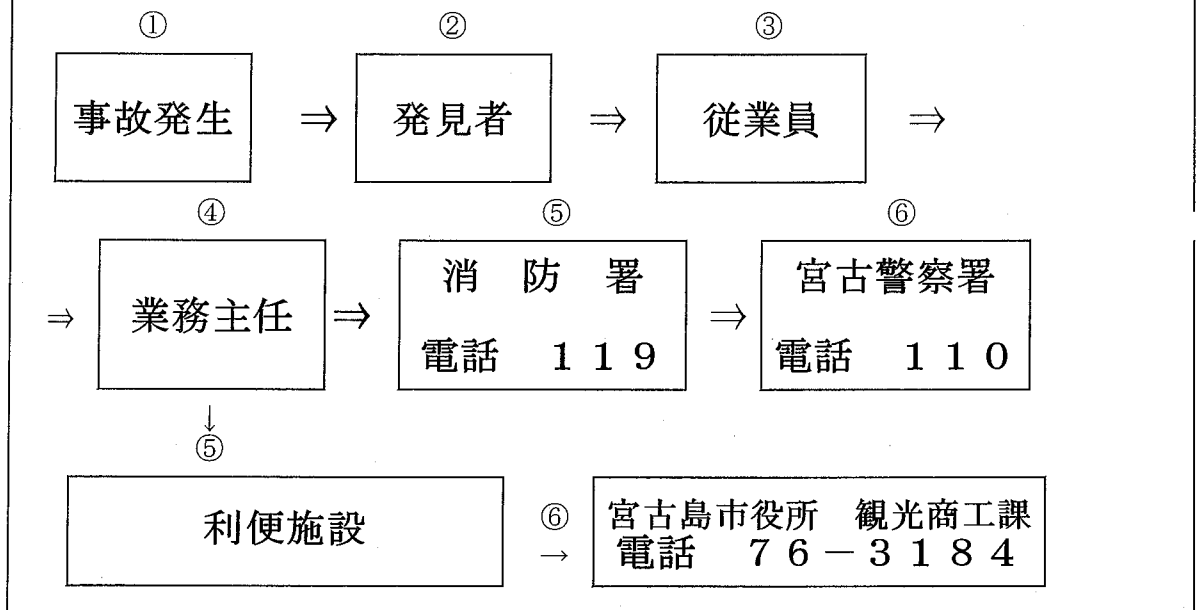 ① ② ③
事故発生 ⇒ 発見者 ⇒ 従業員 ⇒
④ ⑤ ⑥
⇒ 業務主任 ⇒ 消 防 署 ⇒ 宮古警察署
電話 １１９ 電話 １１０
↓
⑤
利便施設 ⑥ → 宮古島市役所 観光商工課
電話 ７６－３１８４